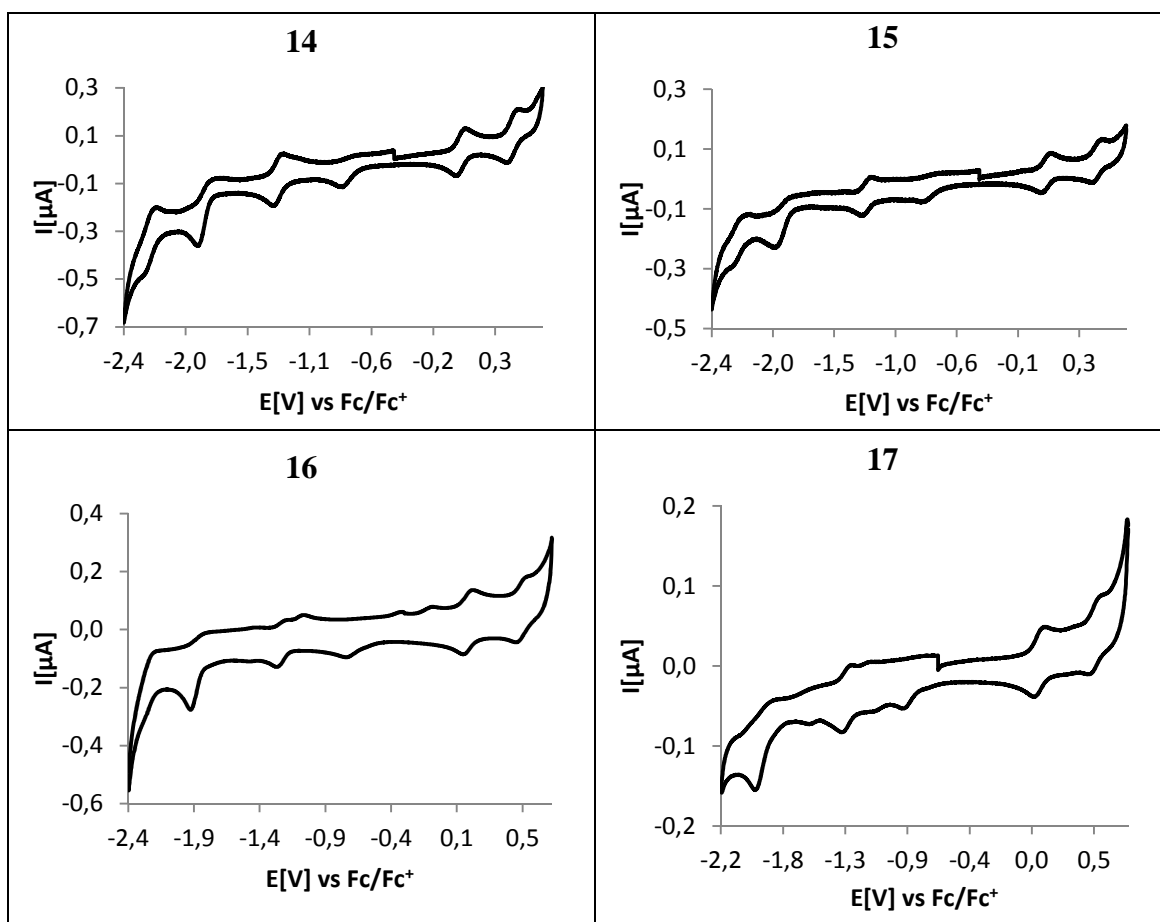 14
0,3
0,1
-0,1
-0,3
-0,5
-0,7
I[µA]
-2,4 -2,0 -1,5 -1,1 -0,6 -0,2 0,3
E[V] vs Fc/Fc⁺
15
0,3
0,1
-0,1
-0,3
-0,5
I[µA]
-2,4 -1,9 -1,5 -1,0 -0,6 -0,1 0,3
E[V] vs Fc/Fc⁺
16
0,4
0,2
0,0
-0,2
-0,4
-0,6
I[µA]
-2,4 -1,9 -1,4 -0,9 -0,4 0,1 0,5
E[V] vs Fc/Fc⁺
17
0,2
0,1
0,0
-0,1
-0,2
I[µA]
-2,2 -1,8 -1,3 -0,9 -0,4 0,0 0,5
E[V] vs Fc/Fc⁺